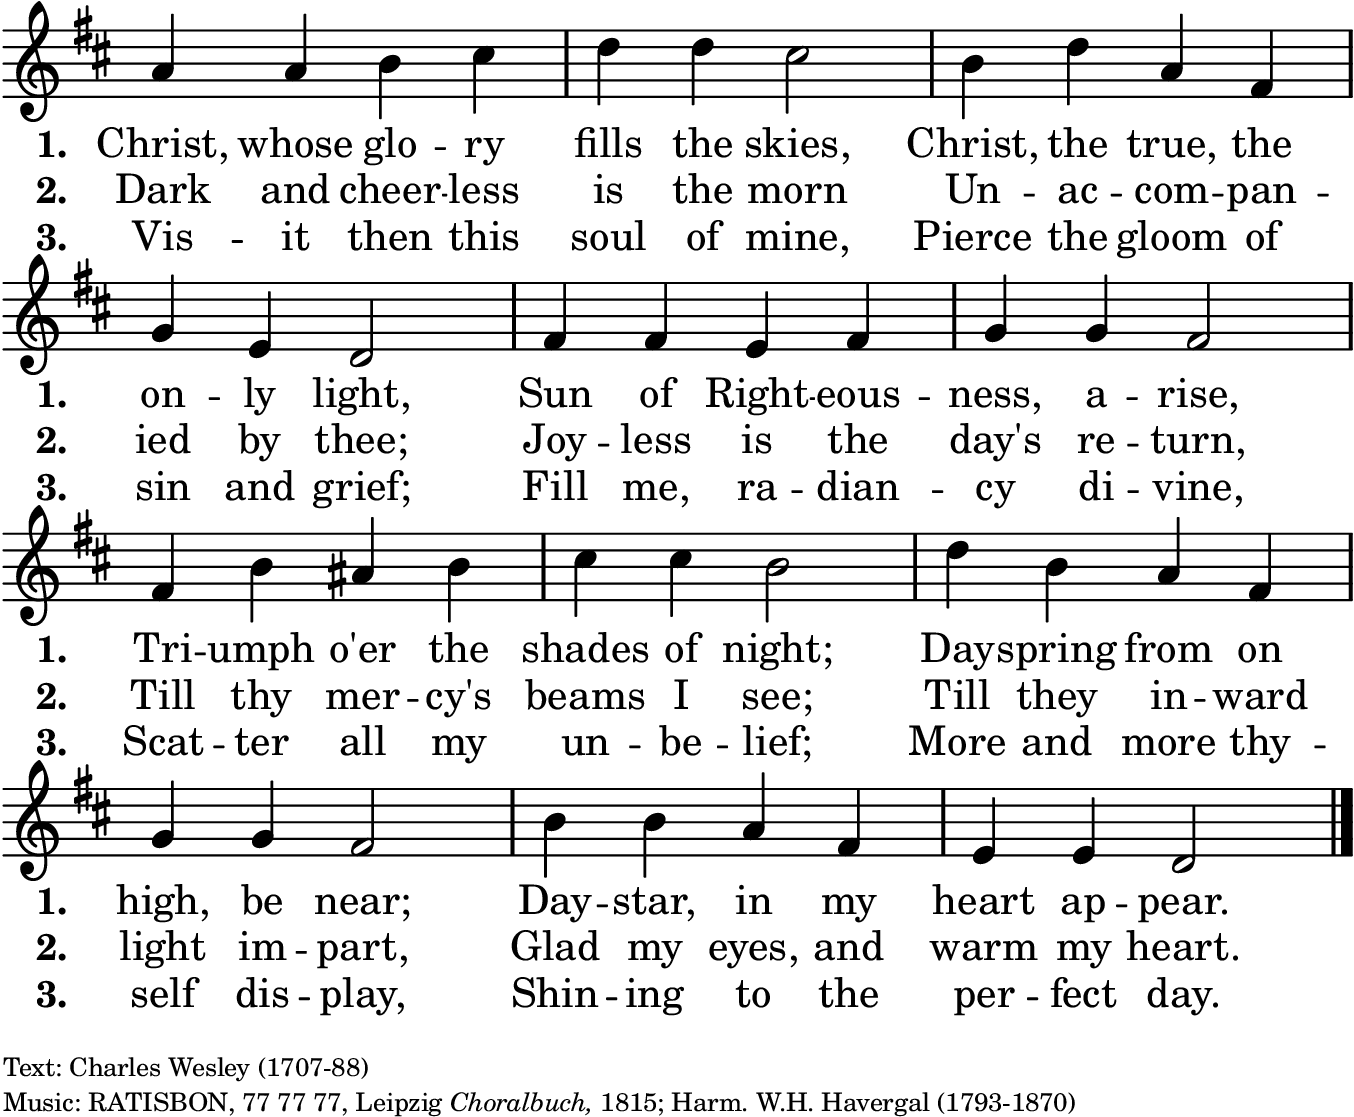 1. Christ, whose glo - ry fills the skies, Christ, the true, the
2. Dark and cheer - less is the morn Un - ac - com - pan -
3. Vis - it then this soul of mine, Pierce the gloom of
1. on - ly light, Sun of Right - eous - ness, a - rise,
2. ied by thee; Joy - less is the day's re - turn,
3. sin and grief; Fill me, ra - dian - cy di - vine,
1. Tri - umph o'er the shades of night; Dayspring from on
2. Till thy mer - cy's beams I see; Till they in - ward
3. Scat - ter all my un - be - lief; More and more thy -
1. high, be near; Day - star, in my heart ap - pear.
2. light im - part, Glad my eyes, and warm my heart.
3. self dis - play, Shin - ing to the per - fect day.
Text: Charles Wesley (1707-88)
Music: RATISBON, 77 77 77, Leipzig Choralbuch, 1815; Harm. W.H. Havergal (1793-1870)